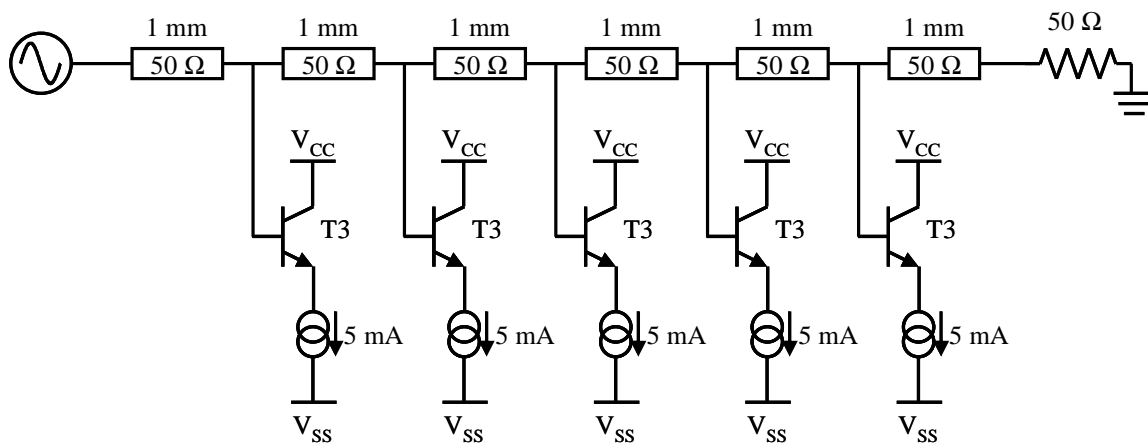 1 mm 1 mm 1 mm 1 mm 1 mm 1 mm 50 Ω
50 Ω 50 Ω 50 Ω 50 Ω 50 Ω 50 Ω
VCC VCC VCC VCC VCC
T3 T3 T3 T3 T3
5 mA 5 mA 5 mA 5 mA 5 mA
VSS VSS VSS VSS VSS